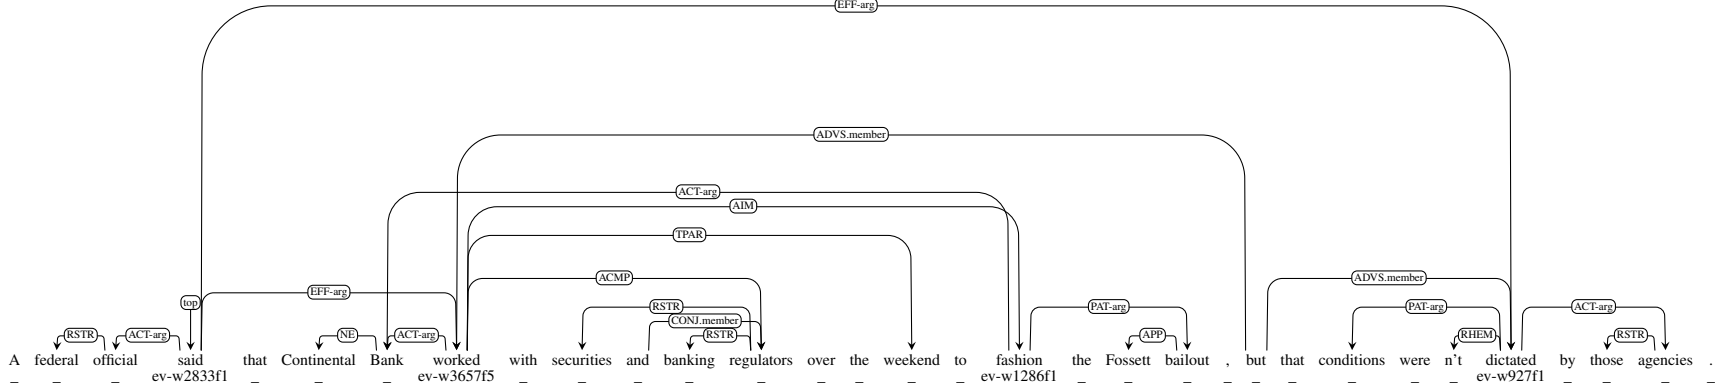 EFF-arg
ADVS.member
ACT-arg
AIM
TPAR
ACMP ADVS.member
EFF-arg
top RSTR PAT-arg PAT-arg ACT-arg
CONJ.member
RSTR ACT-arg NE ACT-arg RSTR APP RHEM RSTR
A federal official said that Continental Bank worked with securities and banking regulators over the weekend to fashion the Fossett bailout , but that conditions were n't dictated by those agencies .
_ _ _ ev-w2833f1 _ _ _ ev-w3657f5 _ _ _ _ _ _ _ _ _ ev-w1286f1 _ _ _ _ _ _ _ _ _ ev-w927f1 _ _ _ _